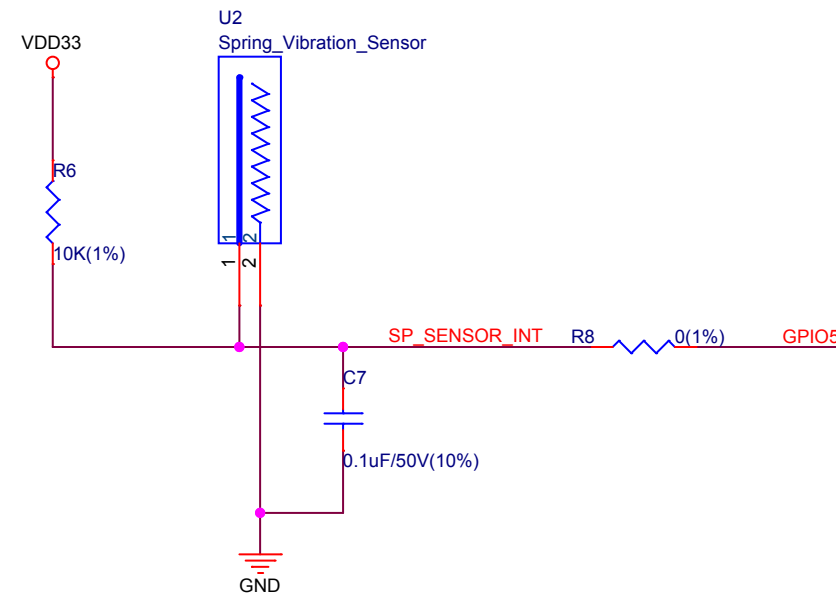 U2
VDD33
Spring_Vibration_Sensor
R6
10K(1%)
1
2
1
2
SP_SENSOR_INT
R8
0(1%)
GPIO5
C7
0.1uF/50V(10%)
GND